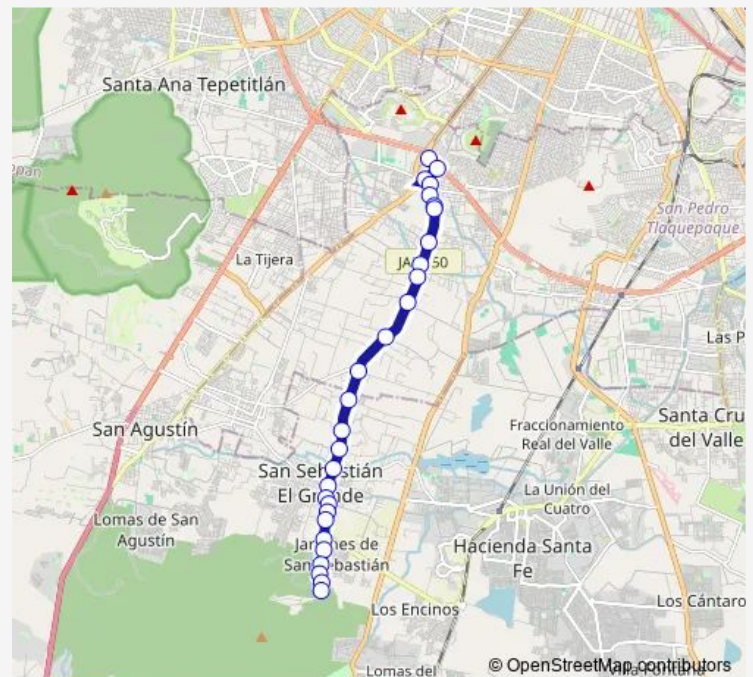 Santa Ana Tepetitlán
pan
San Pedro
Tlaquepaque
La Tijera
Las P
San Agustín
Fraccionamiento
Real del Valle
Santa Cru
del Valle
San Sebastián
El Grande
La Unión del
Cuatro
Lomas de San
Agustín
Hacienda Santa
Fe
Los Encinos
Los Cántaro
Lomas del
© OpenStreetMap contributors